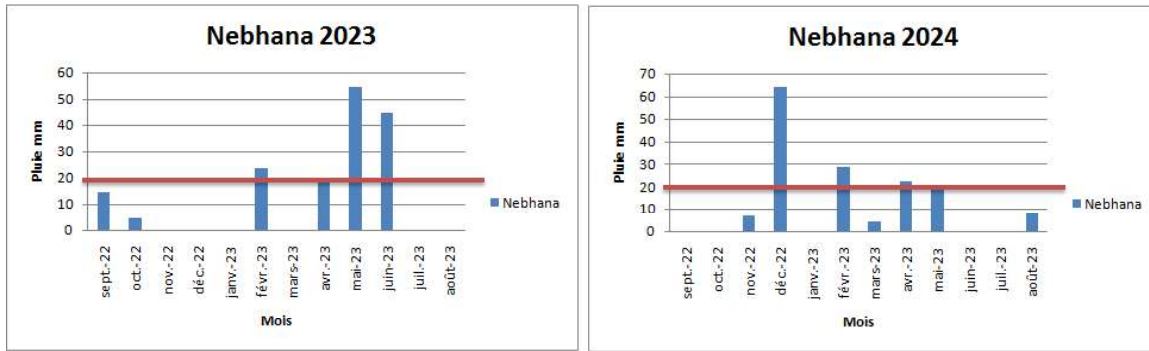 Nebhana 2023
60
50
40
30
20
10
0
Pluie mm
sept.-22
oct.-22
nov.-22
déc.-22
janv.-23
févr.-23
mars-23
avr.-23
mai-23
juin-23
juil.-23
août-23
Mois
Nebhana
Nebhana 2024
70
60
50
40
30
20
10
0
Pluie mm
sept.-22
oct.-22
nov.-22
déc.-22
janv.-23
févr.-23
mars-23
avr.-23
mai-23
juin-23
juil.-23
août-23
Mois
Nebhana